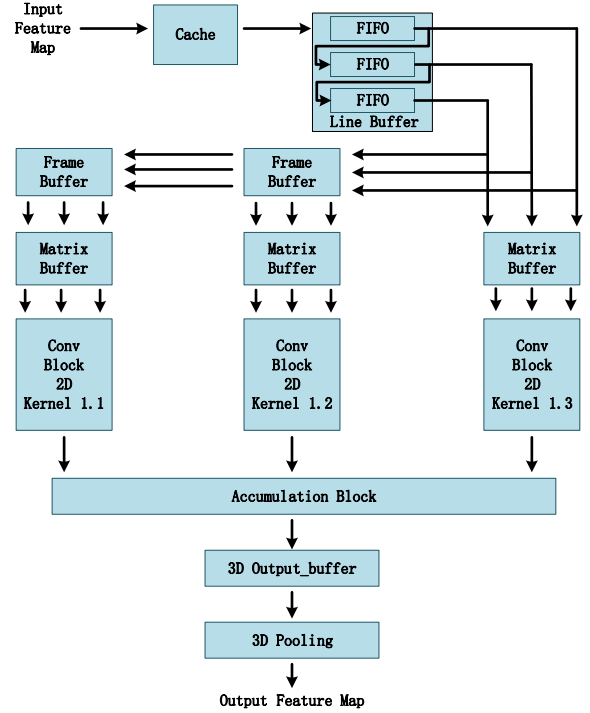 Input
Feature
Map
Cache
FIFO
FIFO
FIFO
Line Buffer
Frame
Buffer
Frame
Buffer
Matrix
Buffer
Matrix
Buffer
Matrix
Buffer
Conv
Block
2D
Kernel 1.1
Conv
Block
2D
Kernel 1.2
Conv
Block
2D
Kernel 1.3
Accumulation Block
3D Output_buffer
3D Pooling
Output Feature Map